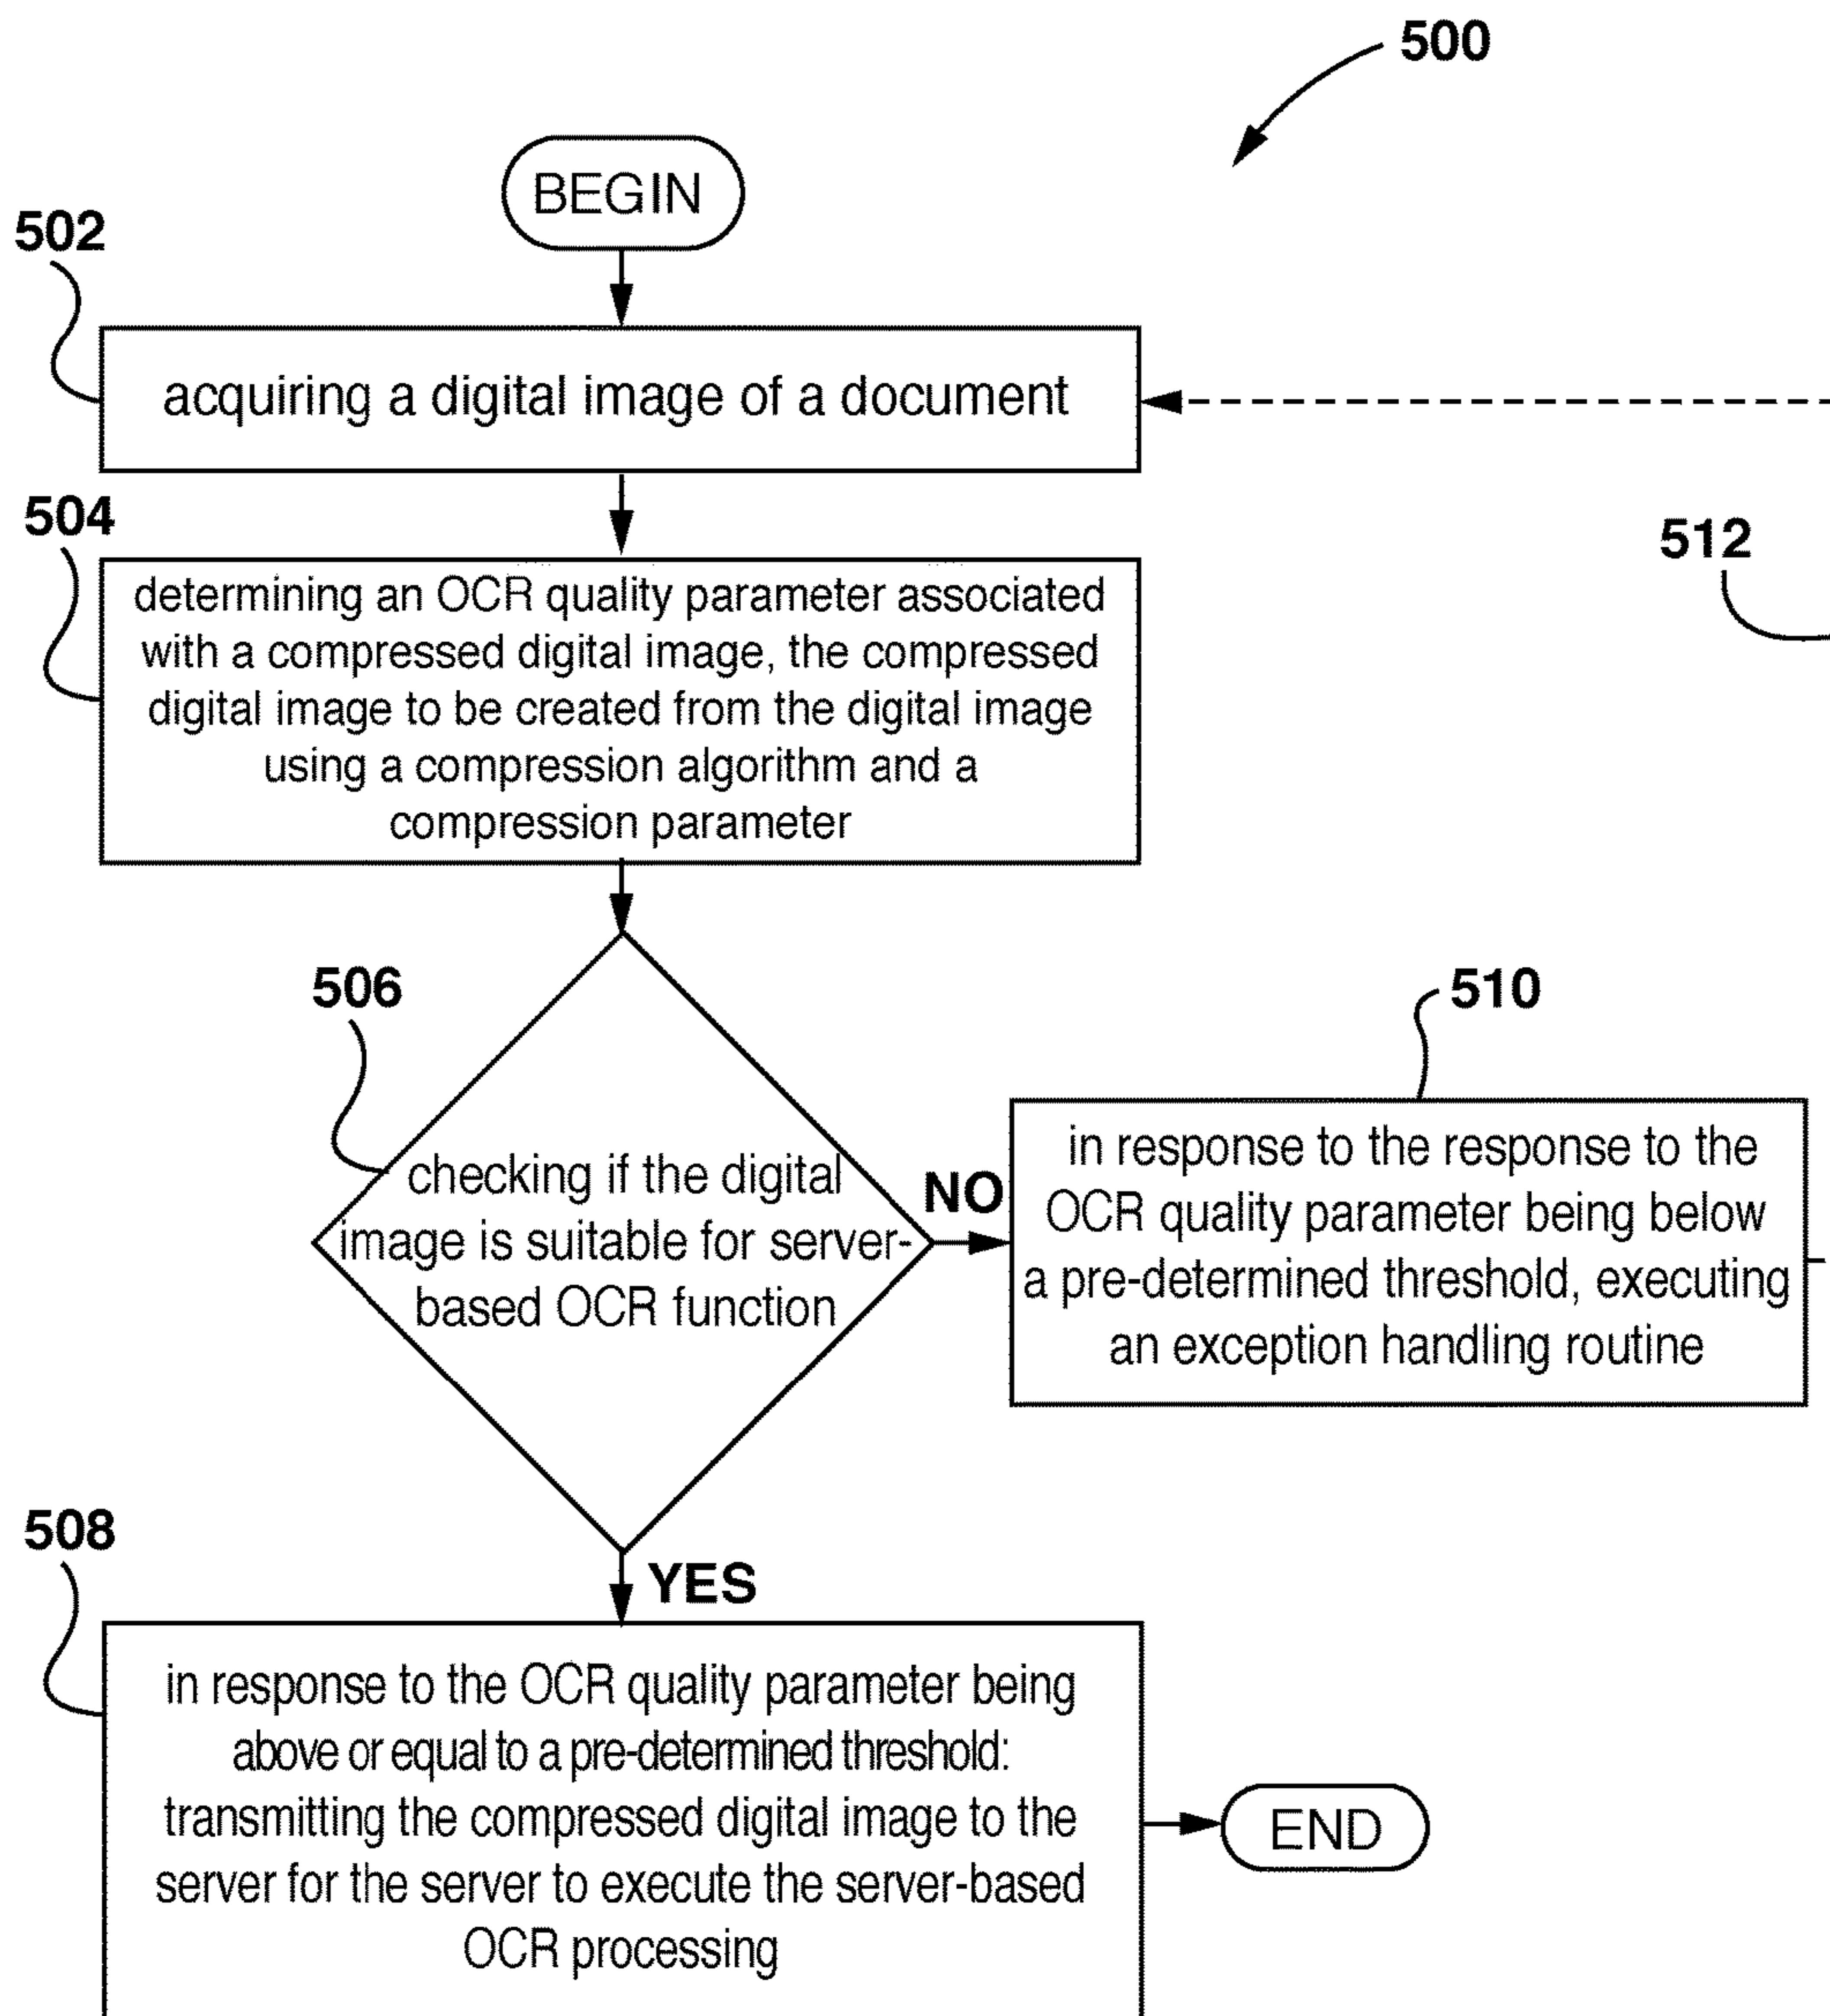 500
BEGIN
502
acquiring a digital image of a document
504
determining an OCR quality parameter associated
with a compressed digital image, the compressed
digital image to be created from the digital image
using a compression algorithm and a
compression parameter
512
506
checking if the digital
image is suitable for server-
based OCR function
NO
510
in response to the response to the
OCR quality parameter being below
a pre-determined threshold, executing
an exception handling routine
YES
508
in response to the OCR quality parameter being
above or equal to a pre-determined threshold:
transmitting the compressed digital image to the
server for the server to execute the server-based
OCR processing
END